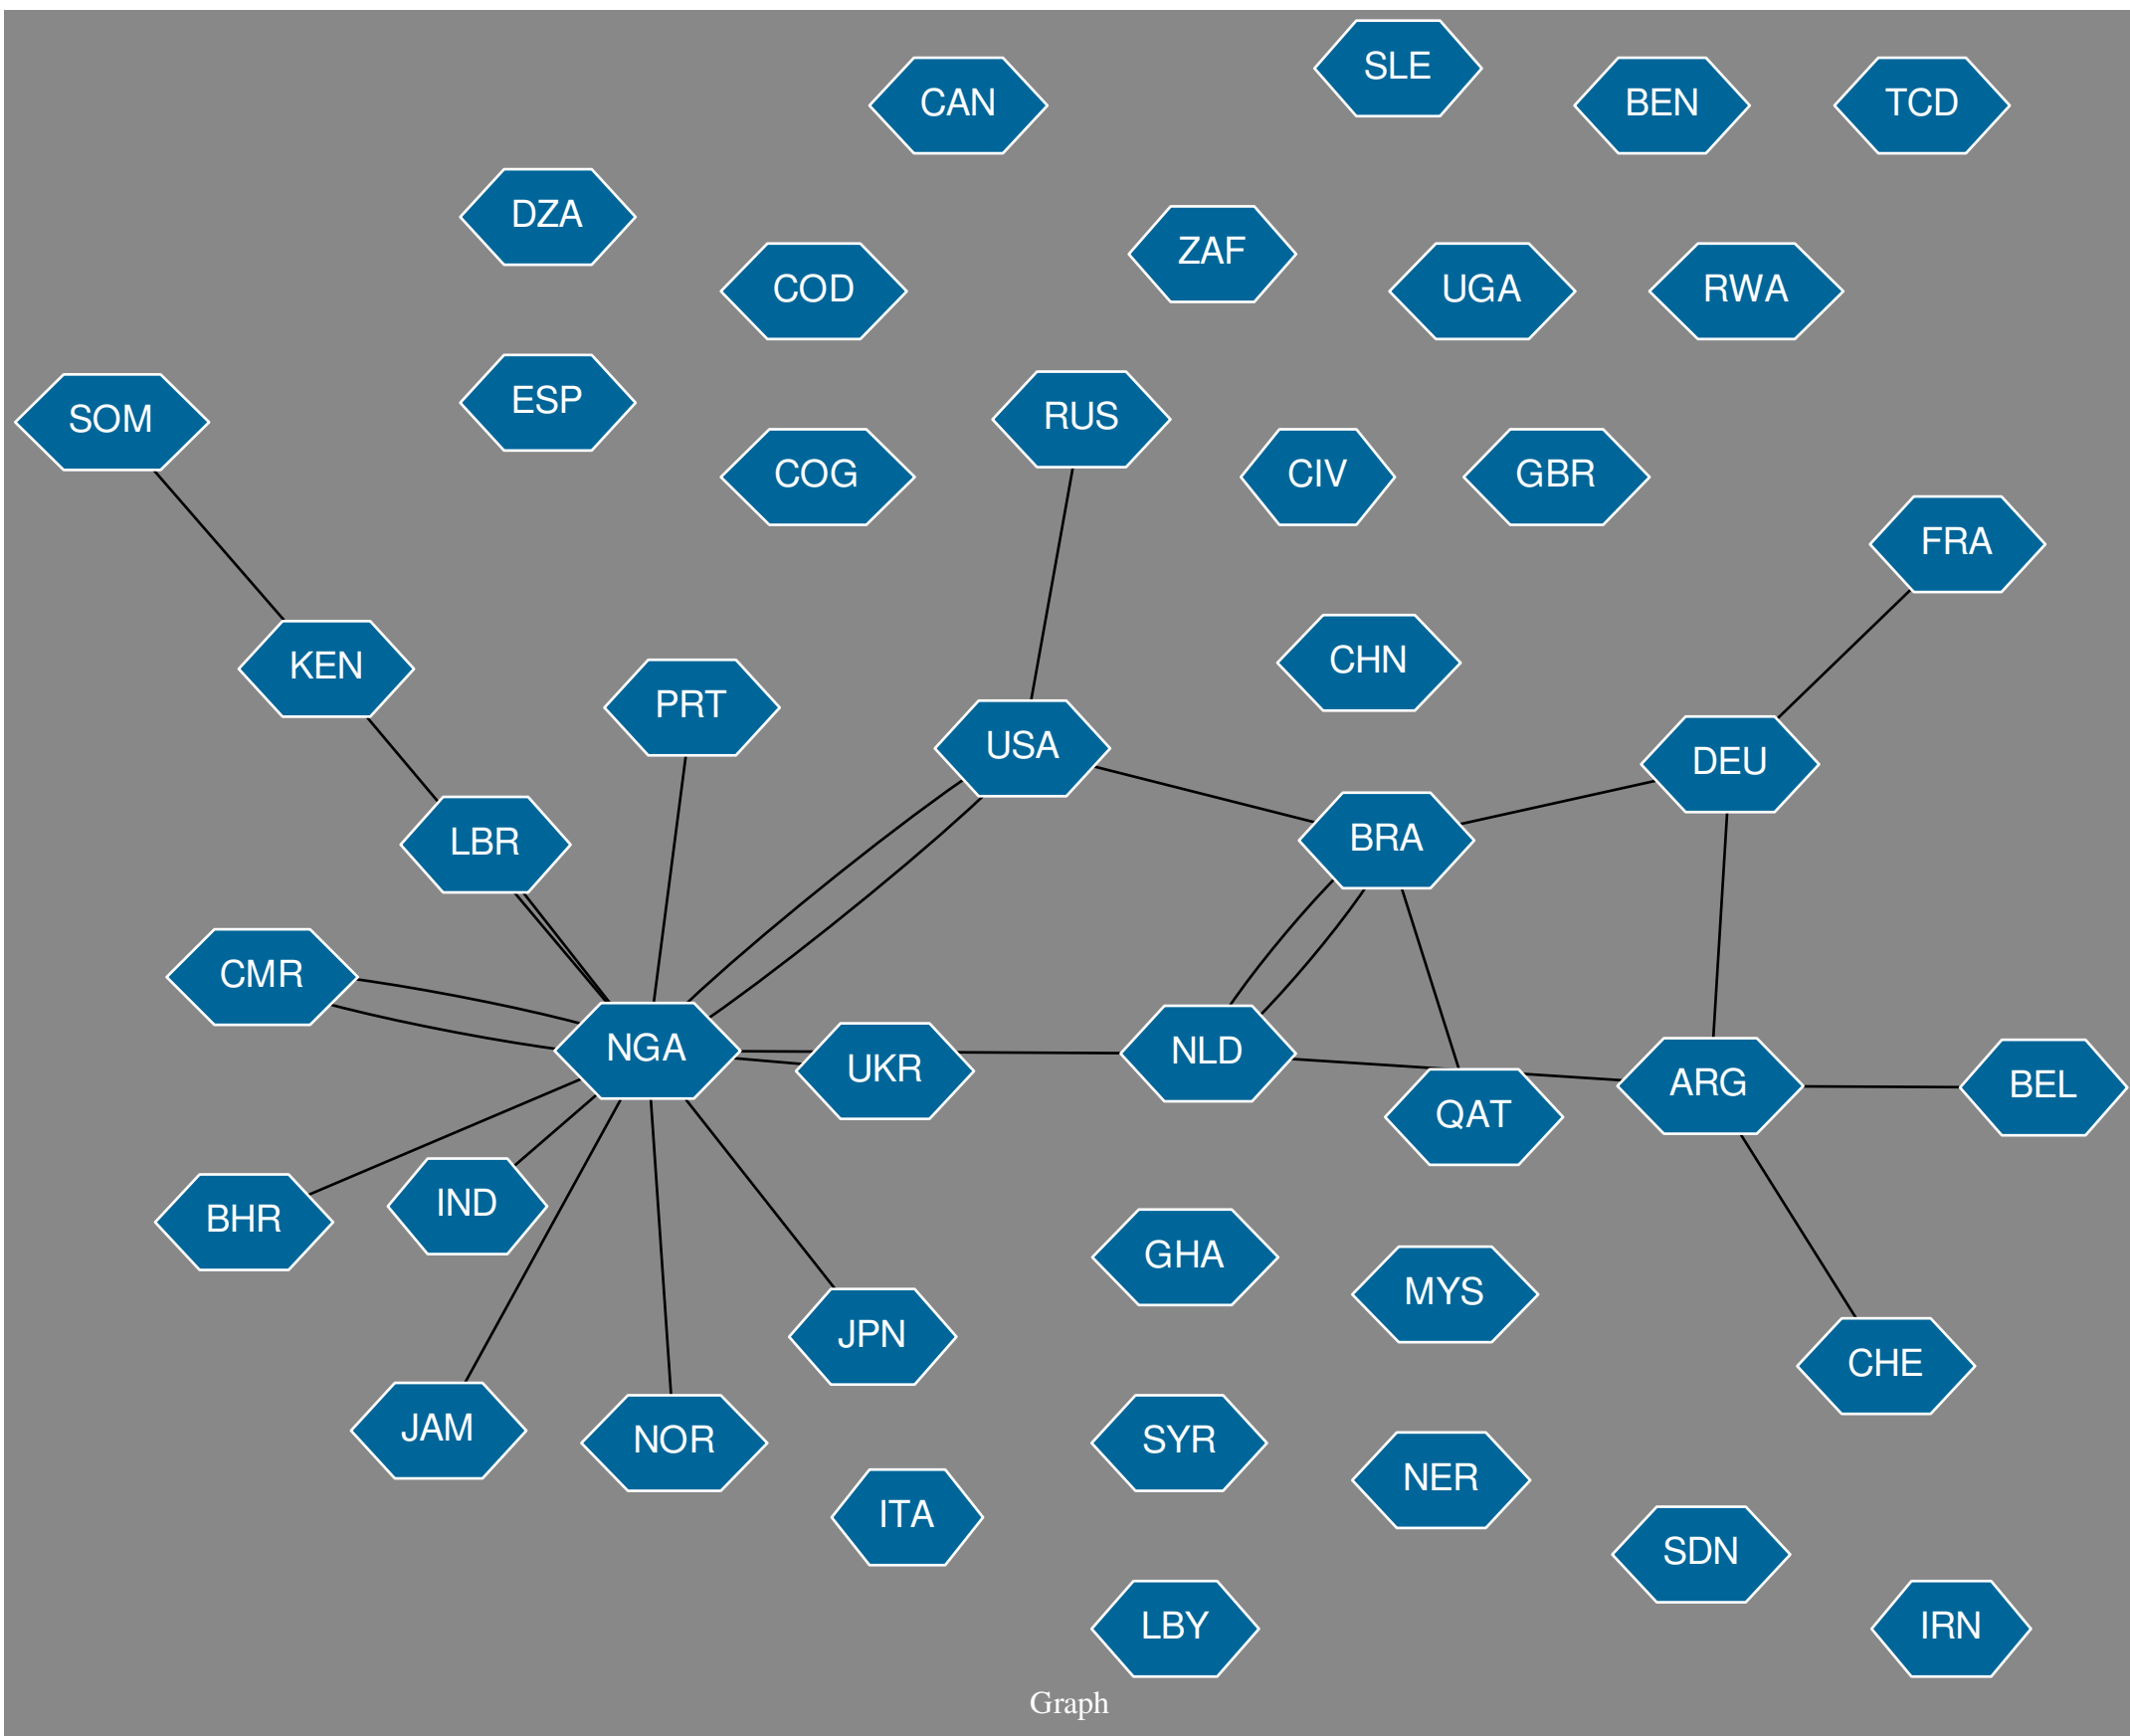 SLE
CAN
BEN
TCD
DZA
ZAF
COD
UGA
RWA
ESP
RUS
SOM
COG
CIV
GBR
FRA
KEN
CHN
PRT
USA
DEU
LBR
BRA
CMR
NGA
NLD
UKR
ARG
BEL
QAT
IND
BHR
GHA
MYS
JPN
CHE
JAM
NOR
SYR
NER
ITA
SDN
LBY
IRN
Graph